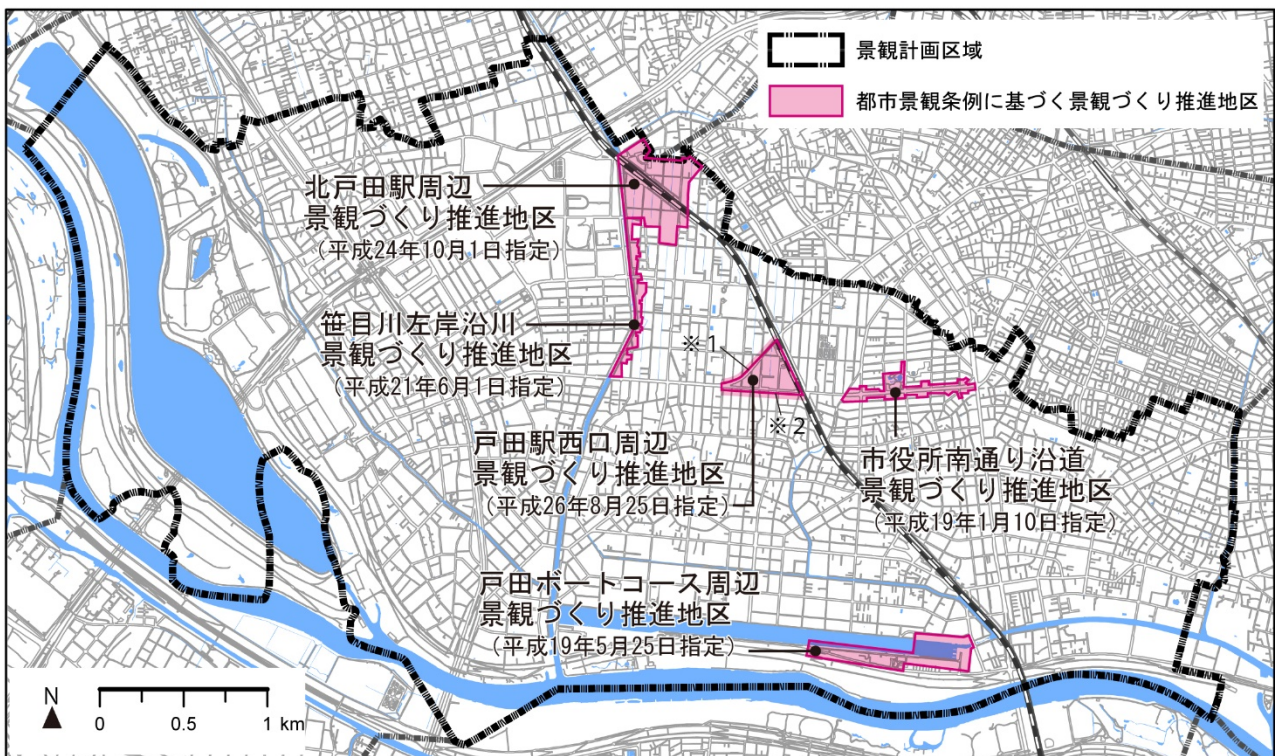 景観計画区域
都市景観条例に基づく景観づくり推進地区
北戸田駅周辺
景観づくり推進地区
(平成24年10月1日指定)
笹目川左岸沿川
景観づくり推進地区
(平成21年6月1日指定)
※1
※2
戸田駅西口周辺
景観づくり推進地区
(平成26年8月25日指定)
市役所南通り沿道
景観づくり推進地区
(平成19年1月10日指定)
戸田ボートコース周辺
景観づくり推進地区
(平成19年5月25日指定)
N
0 0.5 1 km